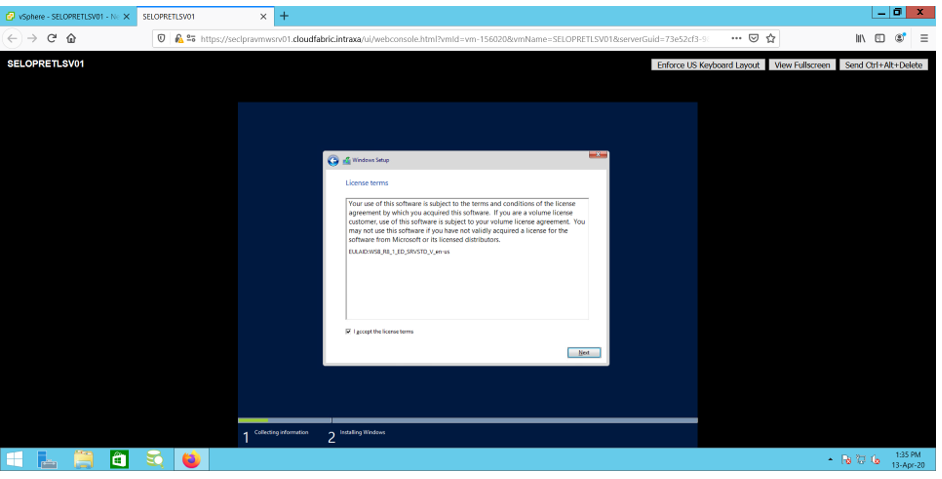 vSphere - SELOPRETLSV01 - N
SELOPRETLSV01
https://seclpravmwsrv01.cloudfabric.intraxa/ui/webconsole.html?vmId=vm-156020&vmName=SELOPRETLSV01&serverGuid=73e52cf3-5
SELOPRETLSV01
Enforce US Keyboard Layout
View Fullscreen
Send Ctrl+Alt+Delete
Windows Setup
License terms
Your use of this software is subject to the terms and conditions of the license
agreement by which you acquired this software. If you are a volume license
customer, use of this software is subject to your volume license agreement. You
may not use this software if you have not validly acquired a license for the
software from Microsoft or its licensed distributors.
EULAID:WS8_R8_1_ED_SRVSTD_V_en-us
I accept the license terms
Next
1 Collecting information
2 Installing Windows
1:35 PM
13-Apr-20